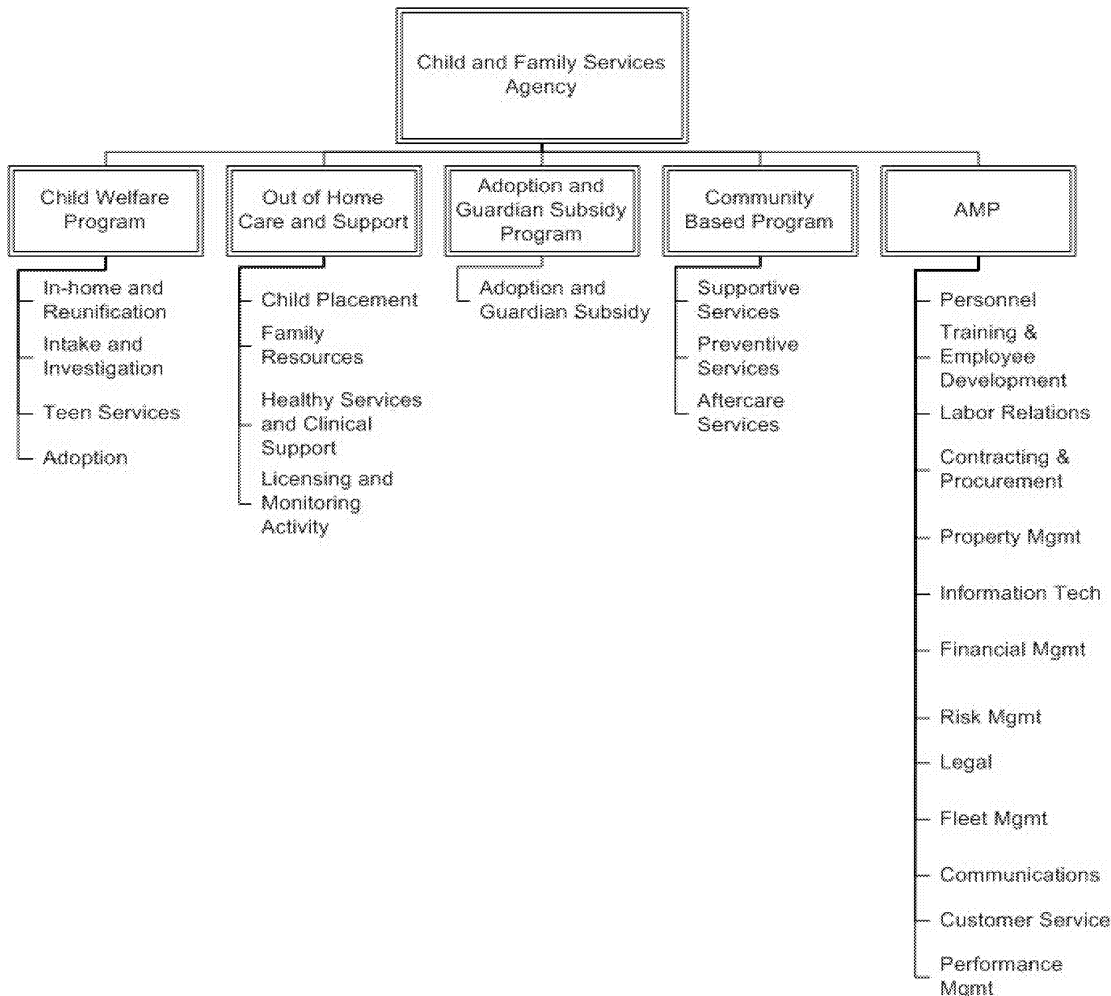 Child and Family Services
Agency
Child Welfare
Program
In-home and
Reunification
Intake and
Investigation
Teen Services
Adoption
Out of Home
Care and Support
Child Placement
Family
Resources
Healthy Services
and Clinical
Support
Licensing and
Monitoring
Activity
Adoption and
Guardian Subsidy
Program
Adoption and
Guardian Subsidy
Community
Based Program
Supportive
Services
Preventive
Services
Aftercare
Services
AMP
Personnel
Training &
Employee
Development
Labor Relations
Contracting &
Procurement
Property Mgmt
Information Tech
Financial Mgmt
Risk Mgmt
Legal
Fleet Mgmt
Communications
Customer Service
Performance
Mgmt